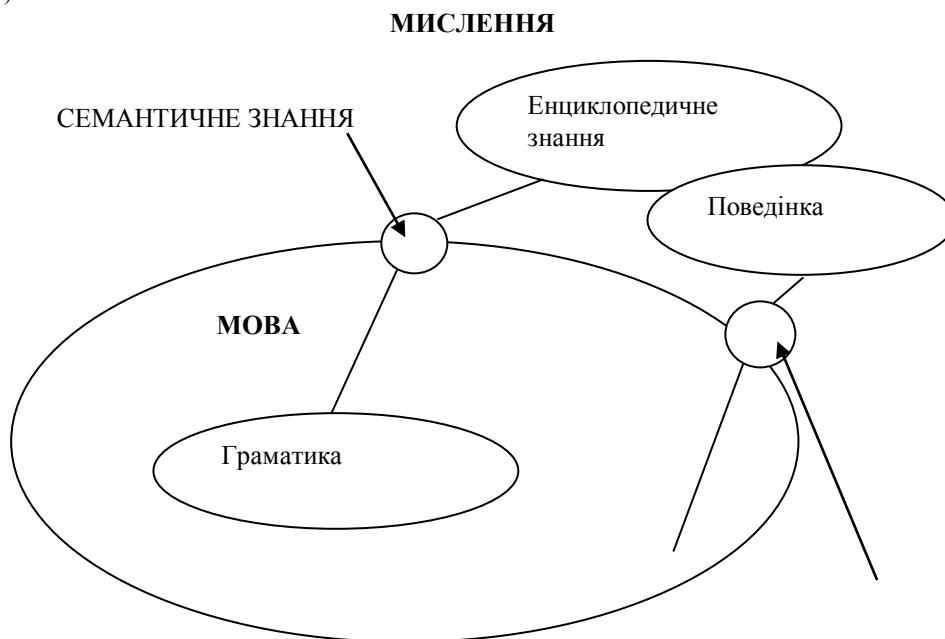 )
МИСЛЕННЯ
СЕМАНТИЧНЕ ЗНАННЯ
Енциклопедичне
знання
Поведінка
МОВА
Граматика